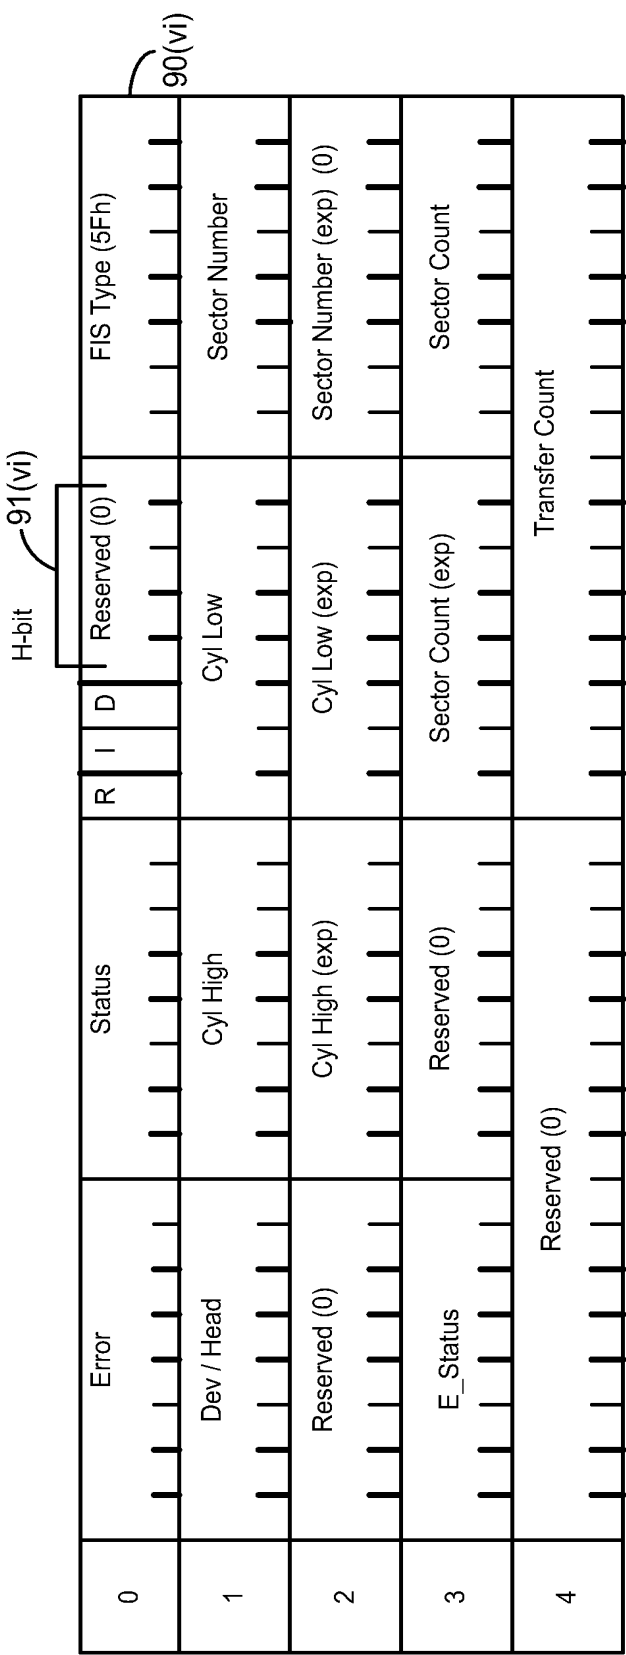 H-bit
91(vi)
90(vi)
0
Error
Status
R
I
D
Reserved (0)
FIS Type (5Fh)
1
Dev / Head
Cyl High
Cyl Low
Sector Number
2
Reserved (0)
Cyl High (exp)
Cyl Low (exp)
Sector Number (exp) (0)
3
E_Status
Reserved (0)
Sector Count (exp)
Sector Count
4
Reserved (0)
Transfer Count